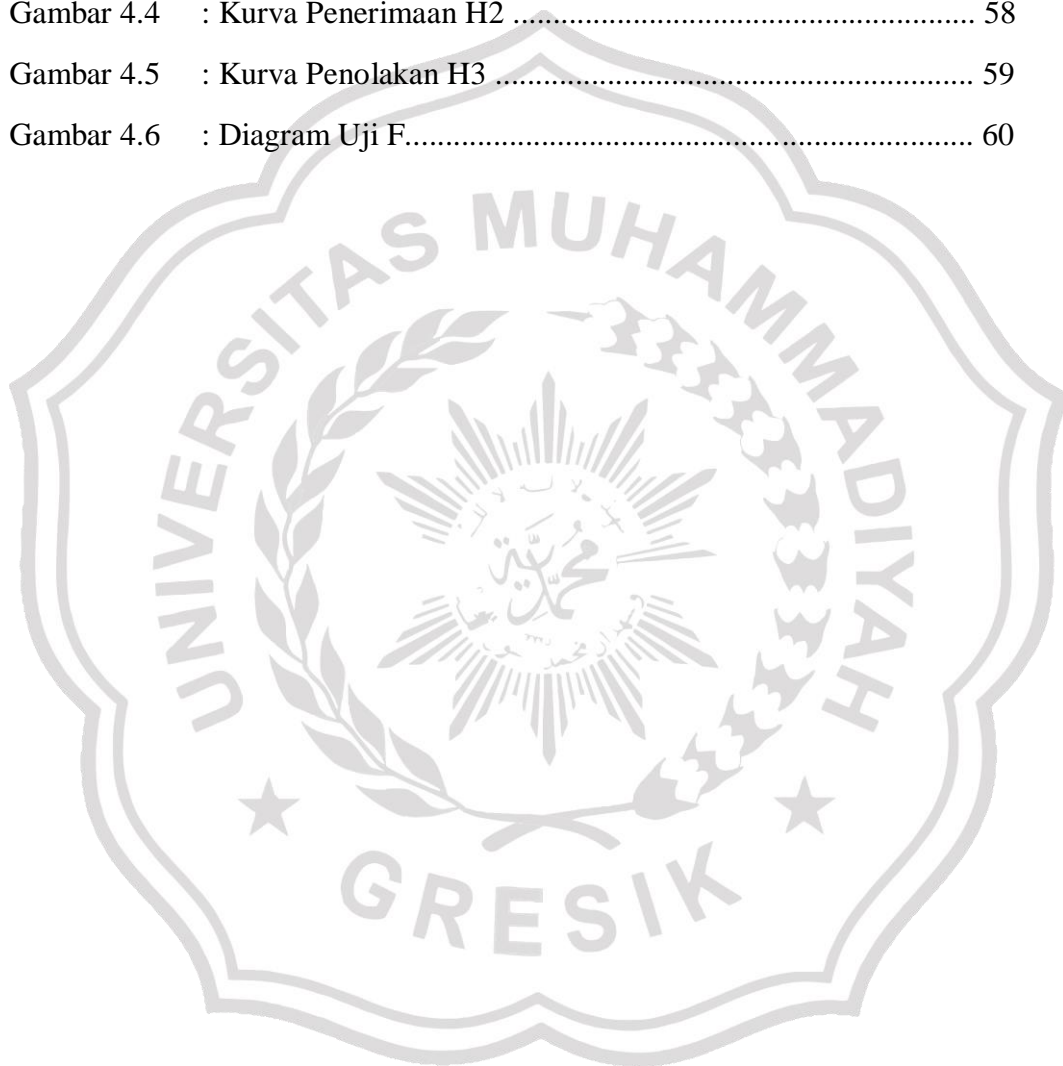 Gambar 4.4 : Kurva Penerimaan H2 ........................................................ 58
Gambar 4.5 : Kurva Penolakan H3 .......................................................... 59
Gambar 4.6 : Diagram Uji F..................................................................... 60
UNIVERSITAS MUHAMMADIYAH
محمدية
GRESIK